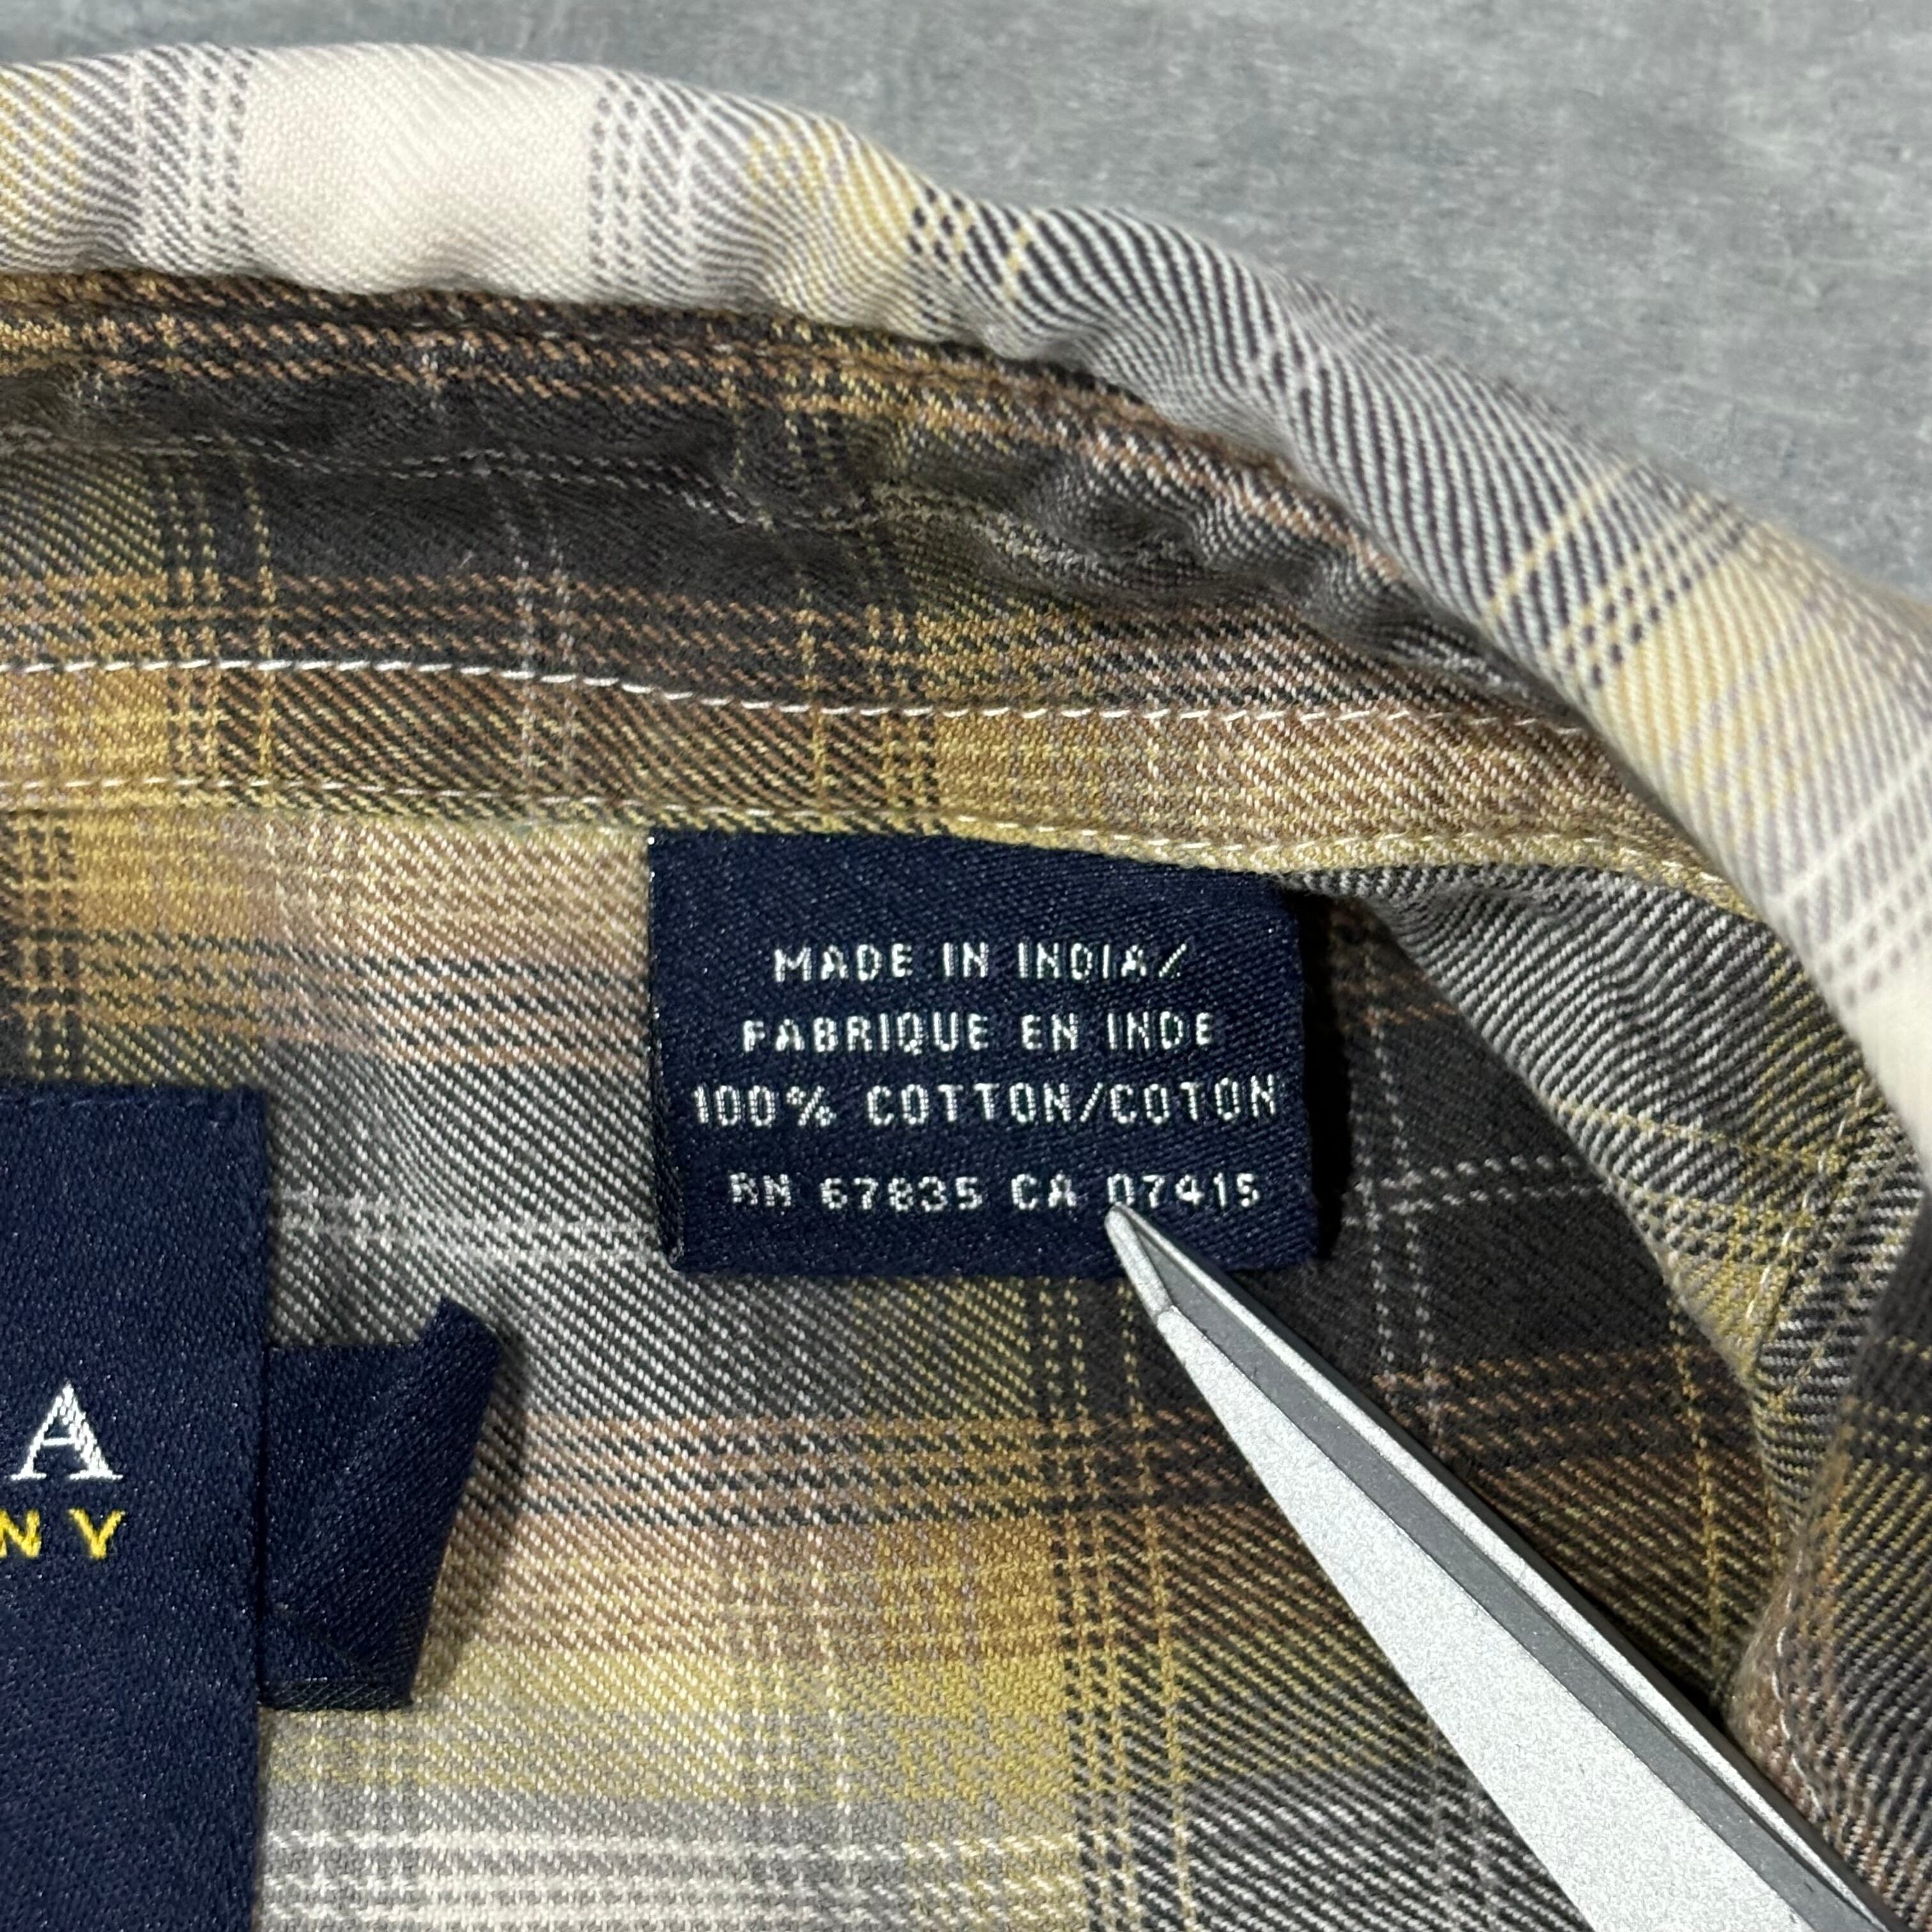 MADE IN INDIA/
FABRIQUE EN INDE
100% COTTON/COTON
RN 67835 CA 07415
A
NY